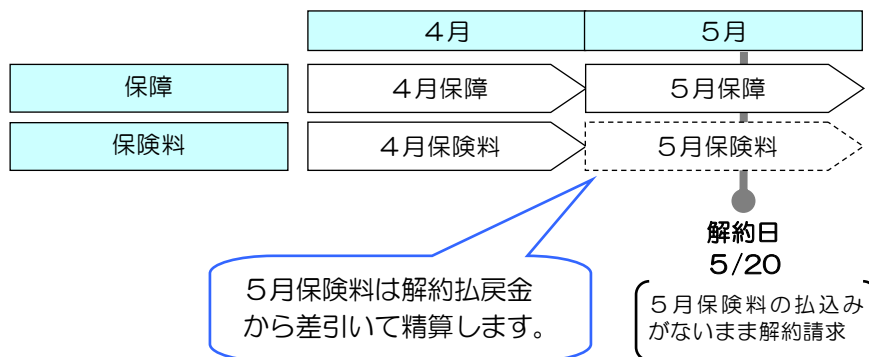 ４月 ５月
保障 ４月保障 ５月保障
保険料 ４月保険料 ５月保険料
解約日
5/20
５月保険料は解約払戻金
から差引いて精算します。
５月保険料の払込み
がないまま解約請求